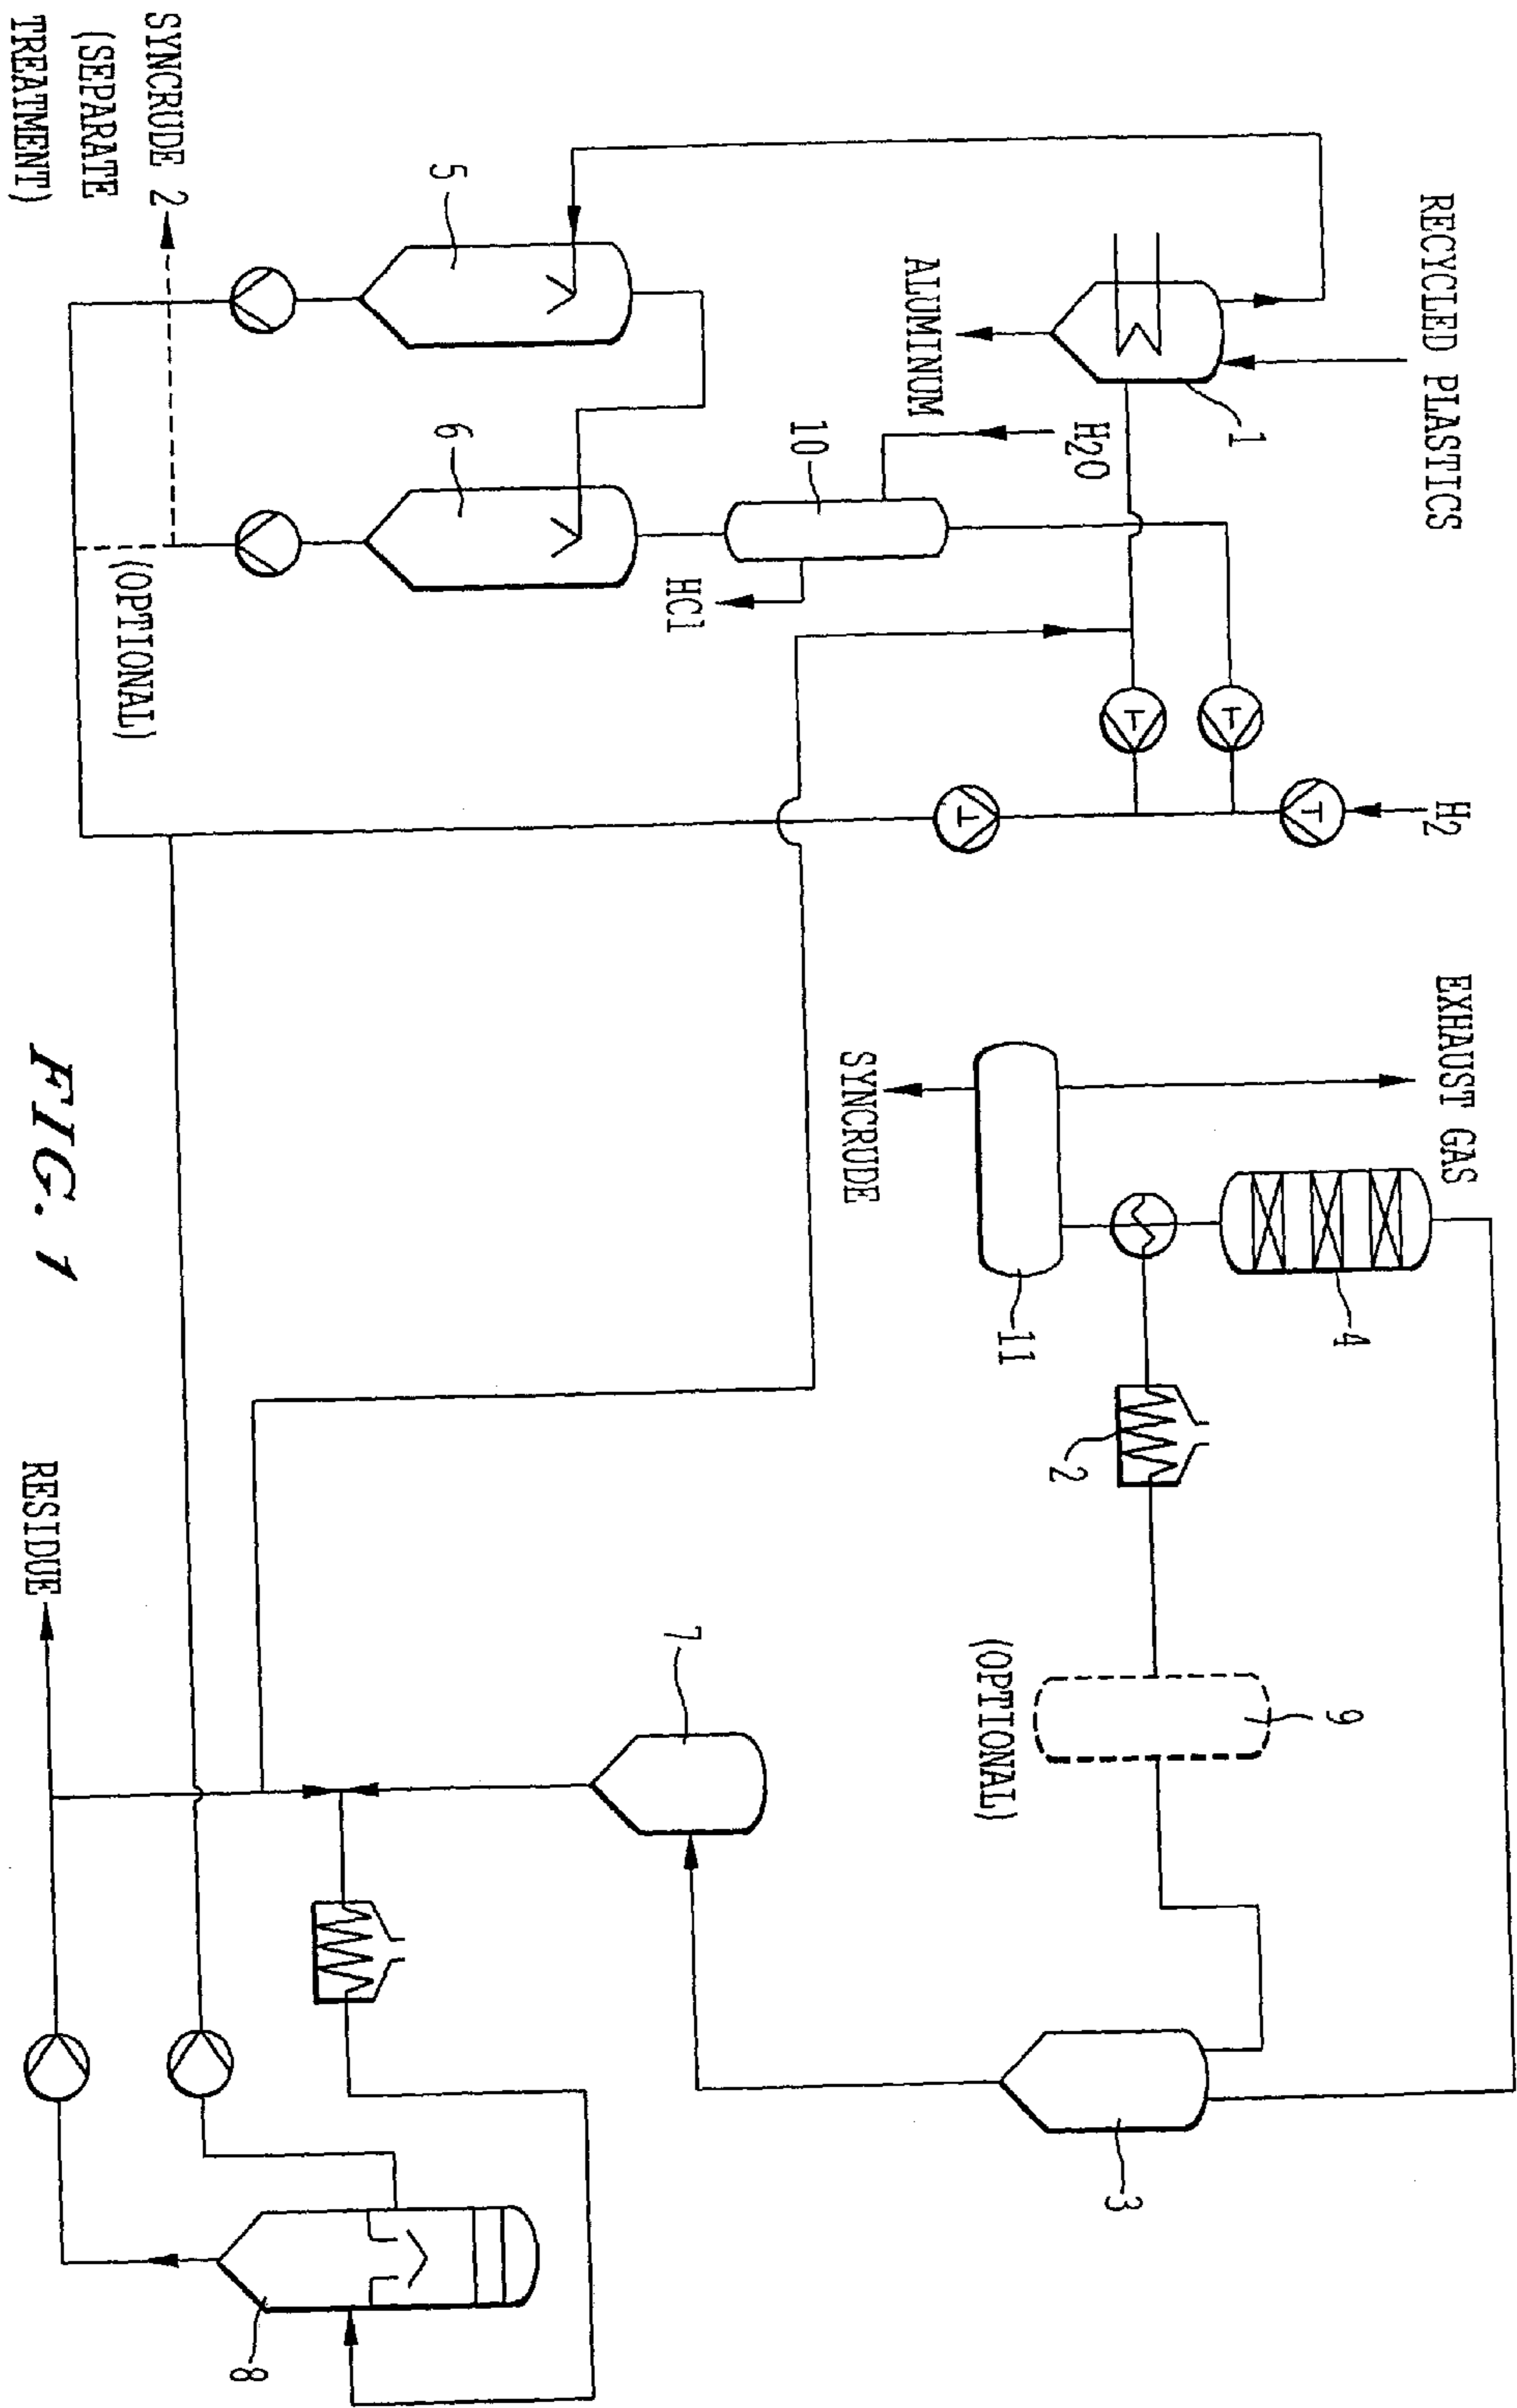 RECYCLED PLASTICS
H2
EXHAUST GAS
1
4
9
3
H2O
ALUMINUM
10
HCl
SYNCRUDE
11
2
(OPTIONAL)
7
5
6
(OPTIONAL)
8
SYNCRUDE 2
(SEPARATE
TREATMENT)
RESIDUE
FIG. 1